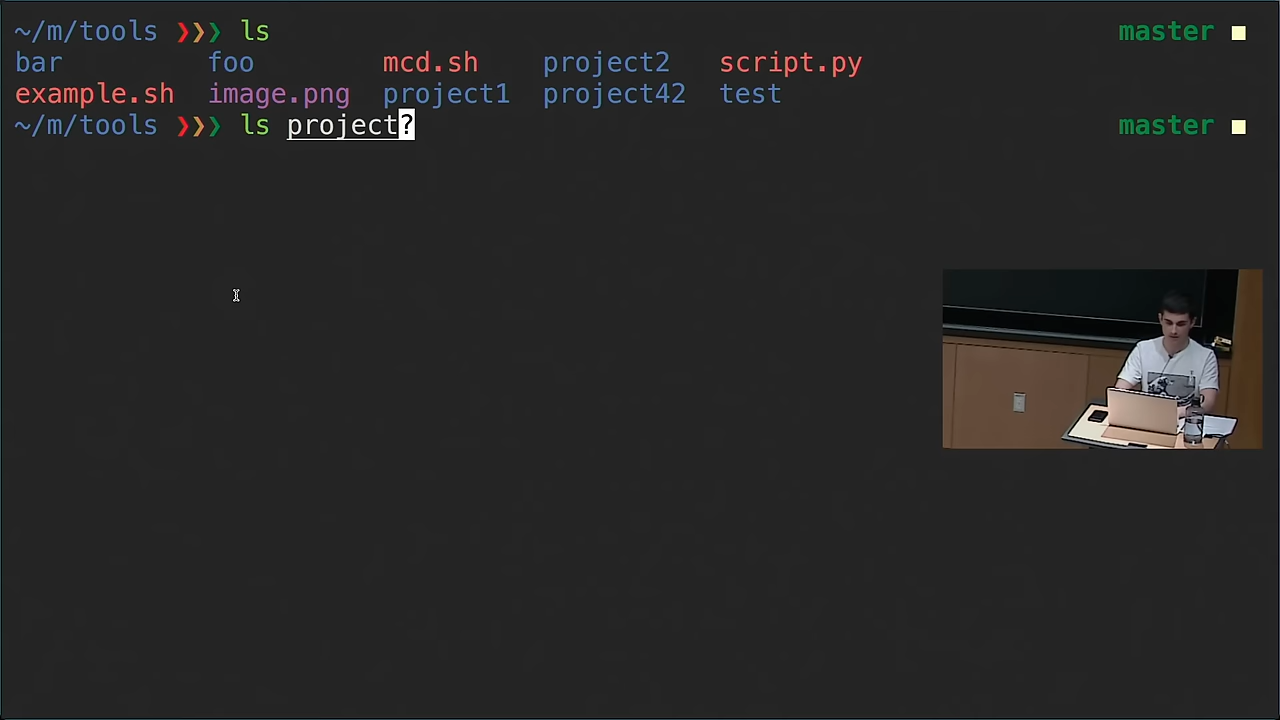 ~/m/tools ❯❯❯ ls master ■
bar foo mcd.sh project2 script.py
example.sh image.png project1 project42 test
~/m/tools ❯❯❯ ls project? master ■